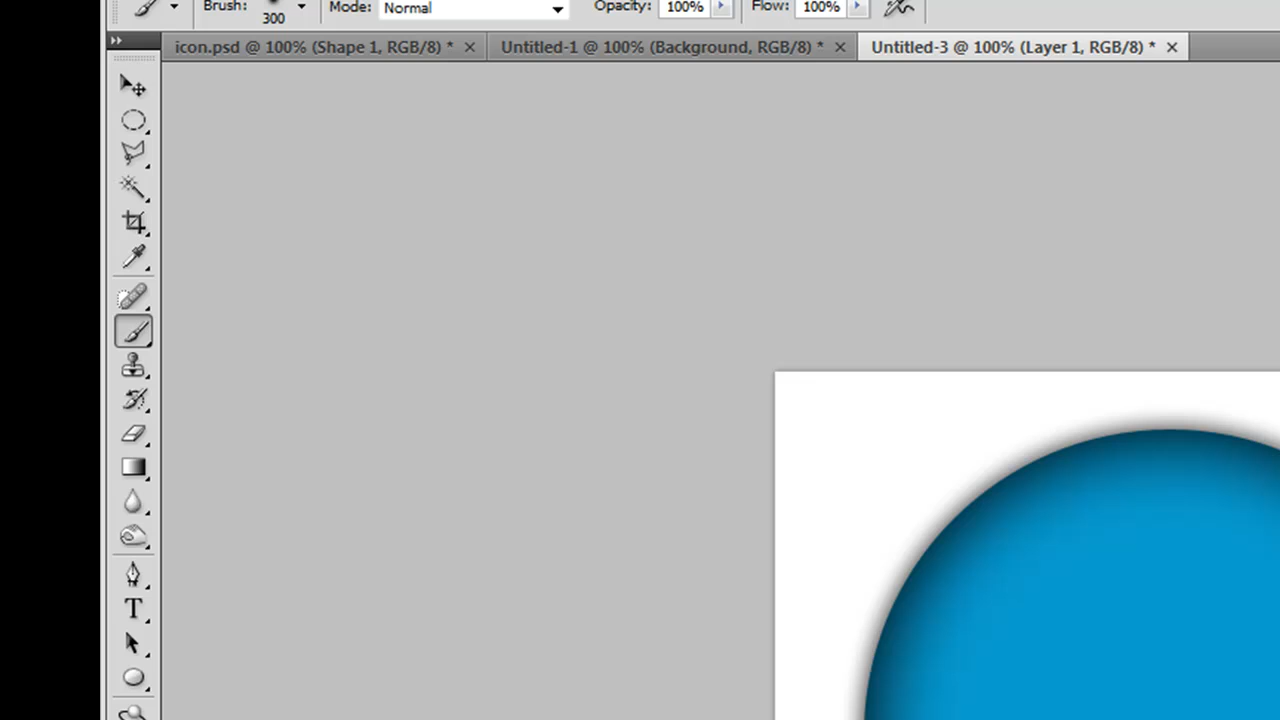 Brush: 300 Mode: Normal Opacity: 100% Flow: 100%
icon.psd @ 100% (Shape 1, RGB/8) * Untitled-1 @ 100% (Background, RGB/8) * Untitled-3 @ 100% (Layer 1, RGB/8) *